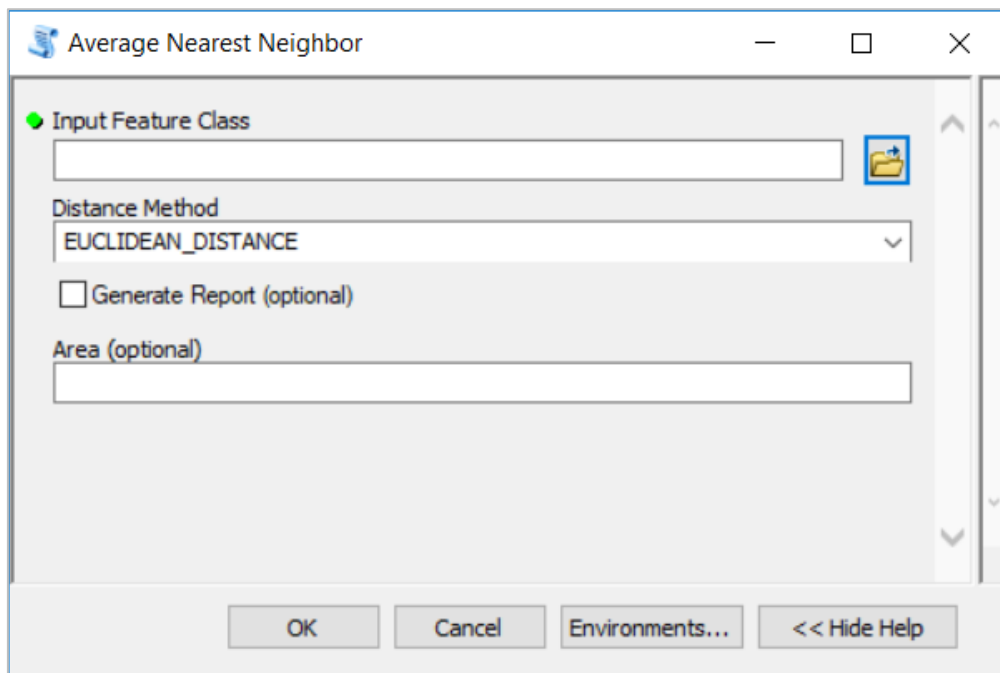 Average Nearest Neighbor
Input Feature Class
Distance Method
EUCLIDEAN_DISTANCE
Generate Report (optional)
Area (optional)
OK Cancel Environments... << Hide Help